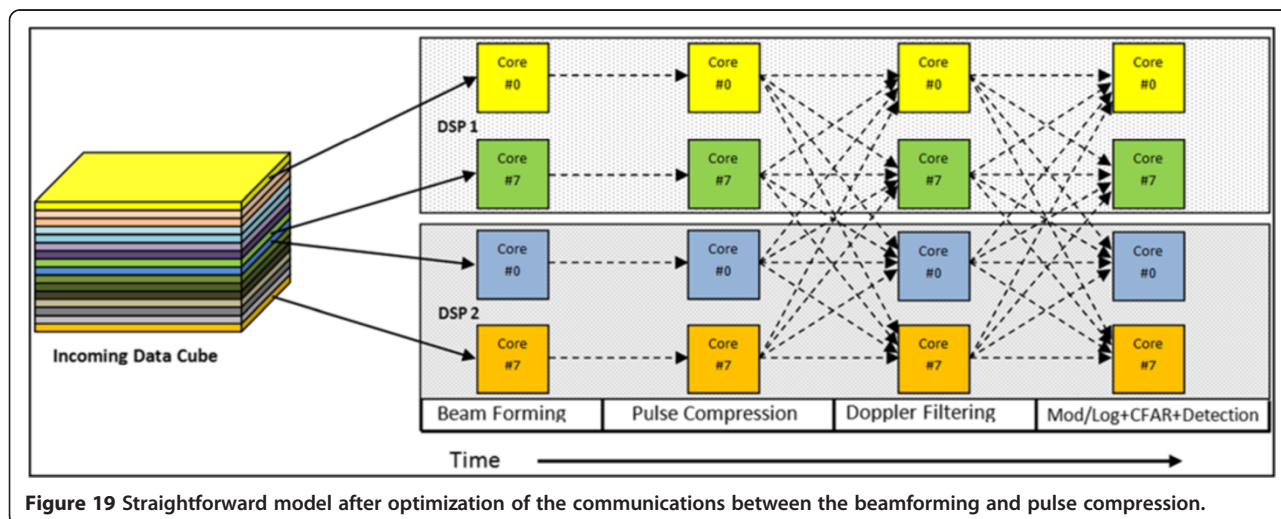 Core
#0
Core
#0
Core
#0
Core
#0
DSP 1
Core
#7
Core
#7
Core
#7
Core
#7
Core
#0
Core
#0
Core
#0
Core
#0
DSP 2
Core
#7
Core
#7
Core
#7
Core
#7
Incoming Data Cube
Beam Forming
Pulse Compression
Doppler Filtering
Mod/Log+CFAR+Detection
Time
Figure 19 Straightforward model after optimization of the communications between the beamforming and pulse compression.